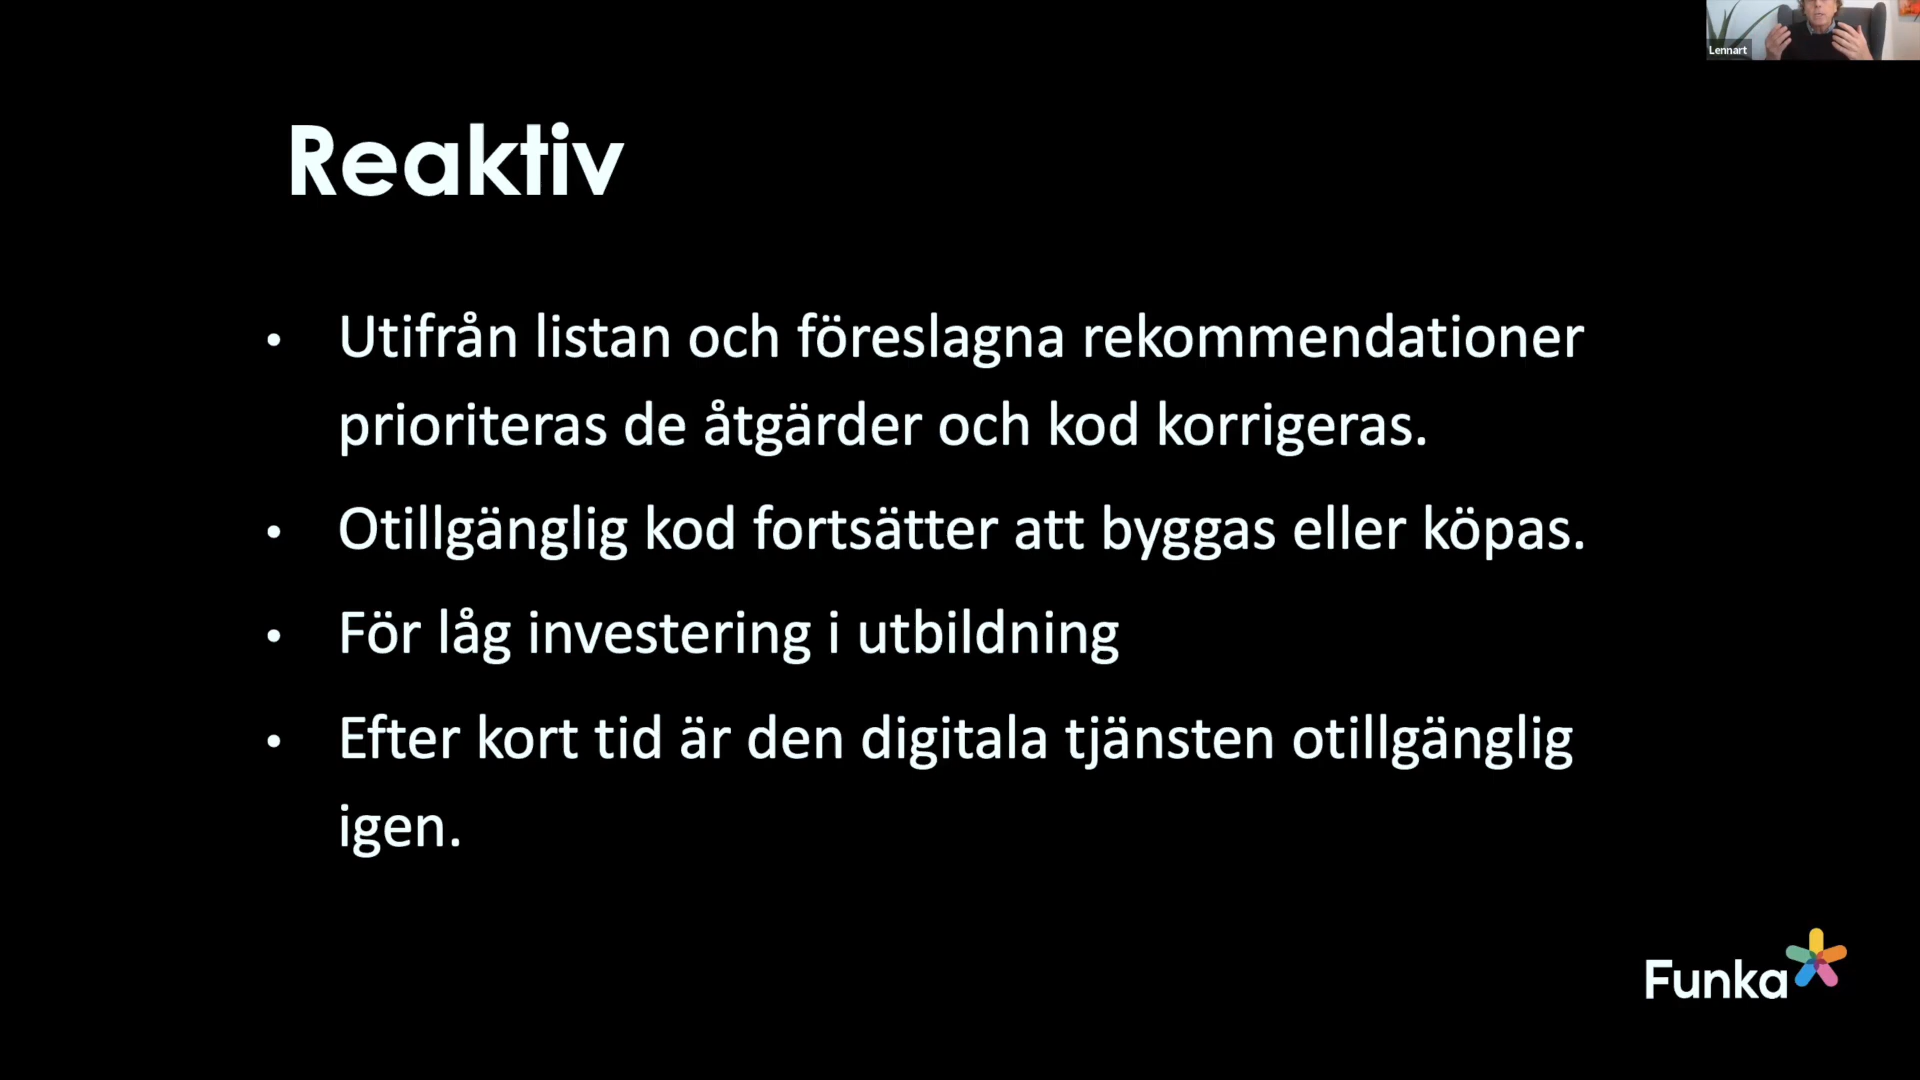 Lennart
Reaktiv
• Utifrån listan och föreslagna rekommendationer
prioriteras de åtgärder och kod korrigeras.
• Otillgänglig kod fortsätter att byggas eller köpas.
• För låg investering i utbildning
• Efter kort tid är den digitala tjänsten otillgänglig
igen.
Funka